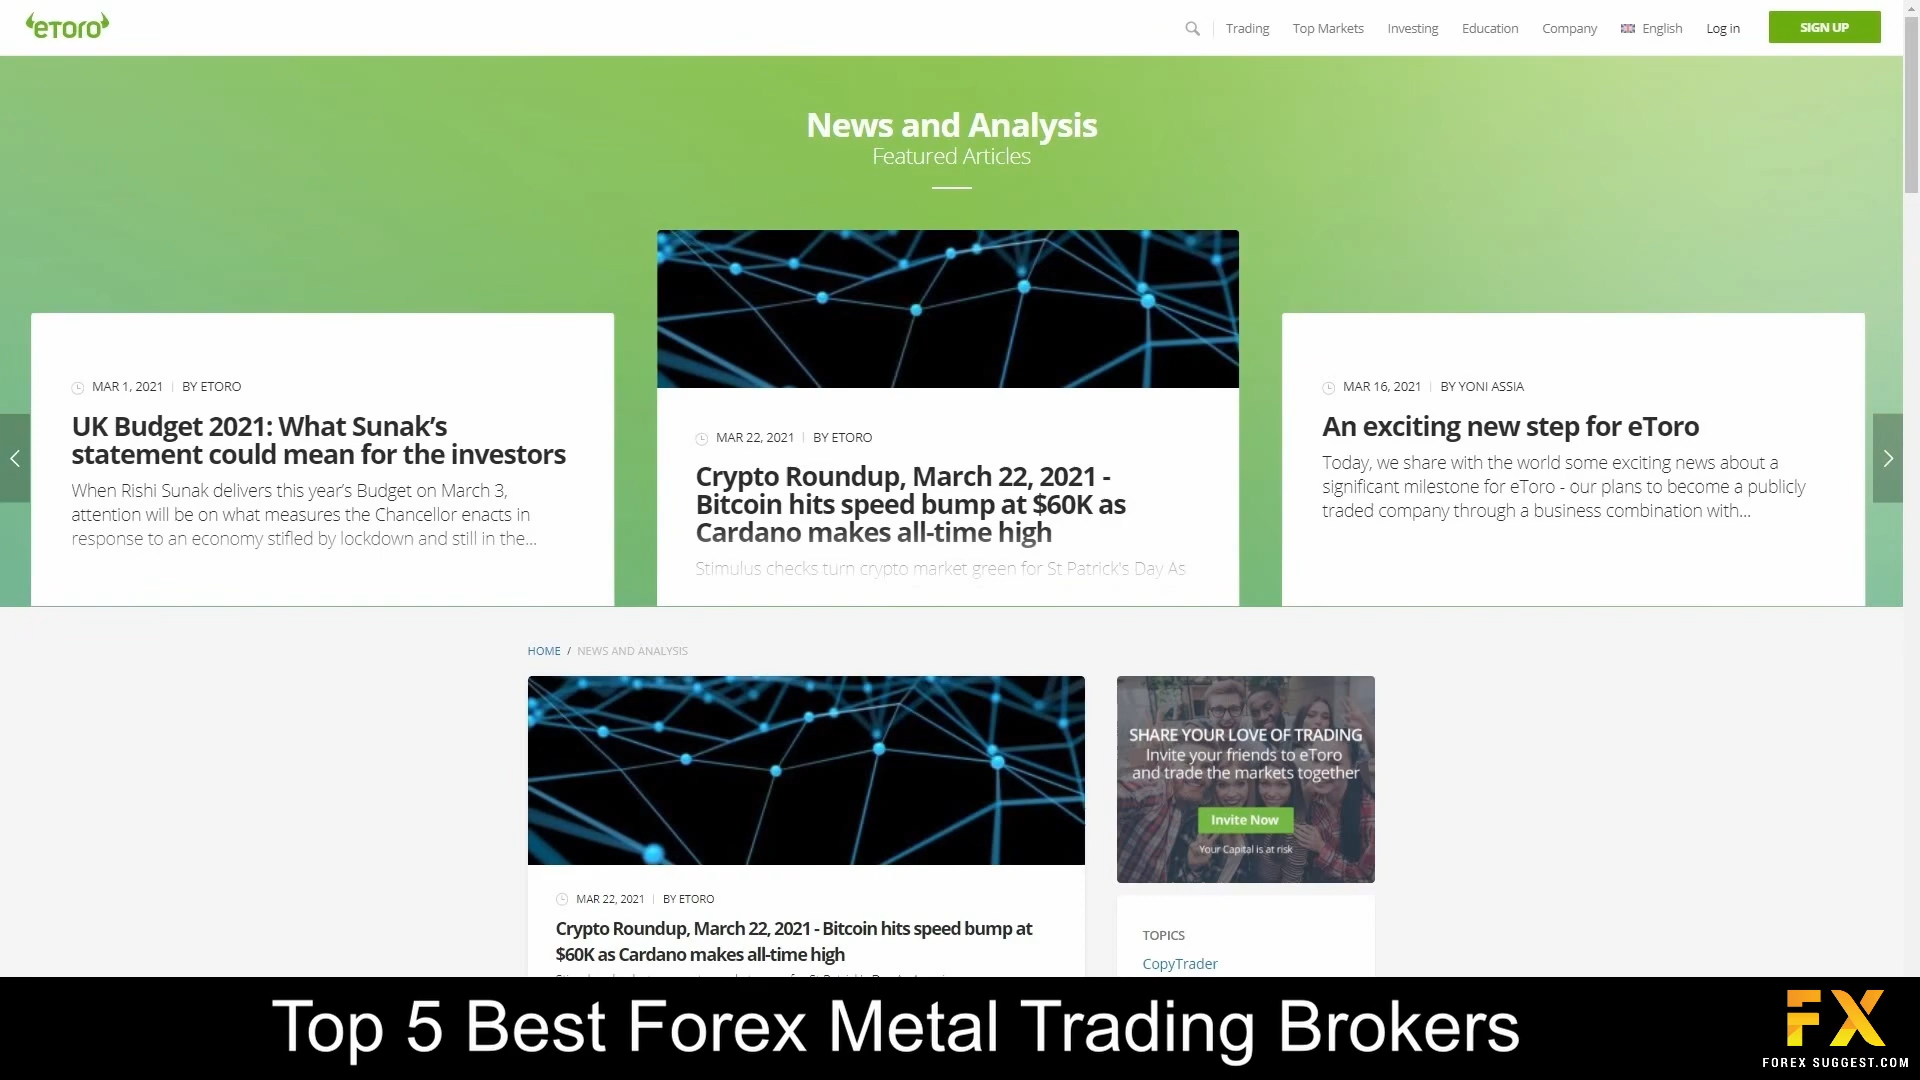 eToro
Trading
Top Markets
Investing
Education
Company
English
Log in
SIGN UP
News and Analysis
Featured Articles
MAR 1, 2021 | BY ETORO
UK Budget 2021: What Sunak's
statement could mean for the investors
When Rishi Sunak delivers this year's Budget on March 3,
attention will be on what measures the Chancellor enacts in
response to an economy stifled by lockdown and still in the...
MAR 22, 2021 | BY ETORO
Crypto Roundup, March 22, 2021 -
Bitcoin hits speed bump at $60K as
Cardano makes all-time high
Stimulus checks turn crypto market green for St Patrick's Day As
MAR 16, 2021 | BY YONI ASSIA
An exciting new step for eToro
Today, we share with the world some exciting news about a
significant milestone for eToro - our plans to become a publicly
traded company through a business combination with...
HOME / NEWS AND ANALYSIS
MAR 22, 2021 | BY ETORO
Crypto Roundup, March 22, 2021 - Bitcoin hits speed bump at
$60K as Cardano makes all-time high
SHARE YOUR LOVE OF TRADING
Invite your friends to eToro
and trade the markets together
Invite Now
Your Capital is at risk
TOPICS
CopyTrader
Top 5 Best Forex Metal Trading Brokers
FX
FOREX SUGGEST.COM